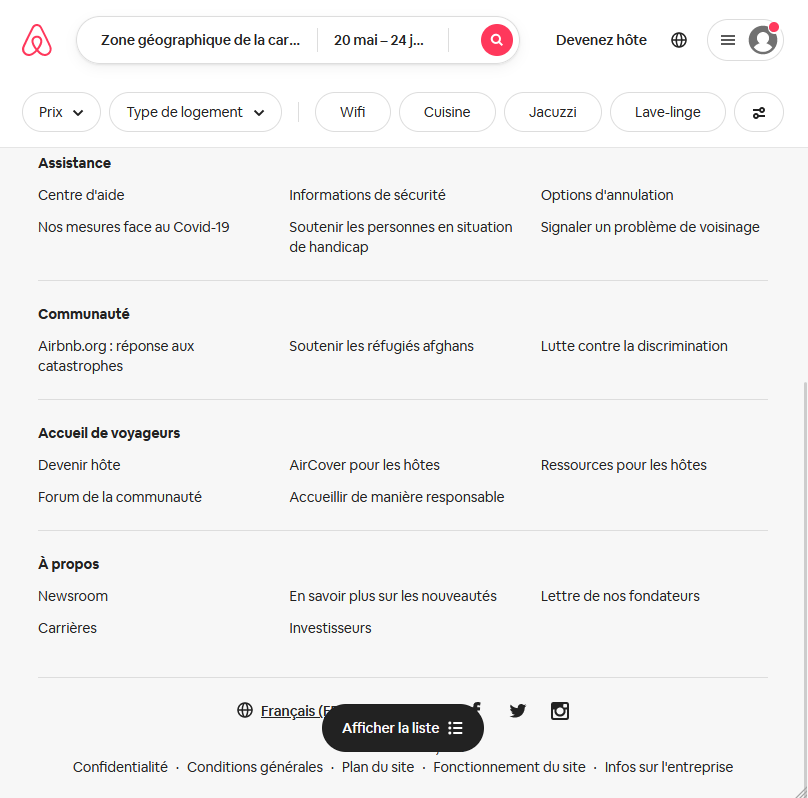 Zone géographique de la car... 20 mai – 24 j... Devenez hôte
Prix Type de logement Wifi Cuisine Jacuzzi Lave-linge
Assistance
Centre d'aide Informations de sécurité Options d'annulation
Nos mesures face au Covid-19 Soutenir les personnes en situation Signaler un problème de voisinage
de handicap
Communauté
Airbnb.org : réponse aux Soutenir les réfugiés afghans Lutte contre la discrimination
catastrophes
Accueil de voyageurs
Devenir hôte AirCover pour les hôtes Ressources pour les hôtes
Forum de la communauté Accueillir de manière responsable
À propos
Newsroom En savoir plus sur les nouveautés Lettre de nos fondateurs
Carrières Investisseurs
Français
Afficher la liste
Confidentialité · Conditions générales · Plan du site · Fonctionnement du site · Infos sur l'entreprise